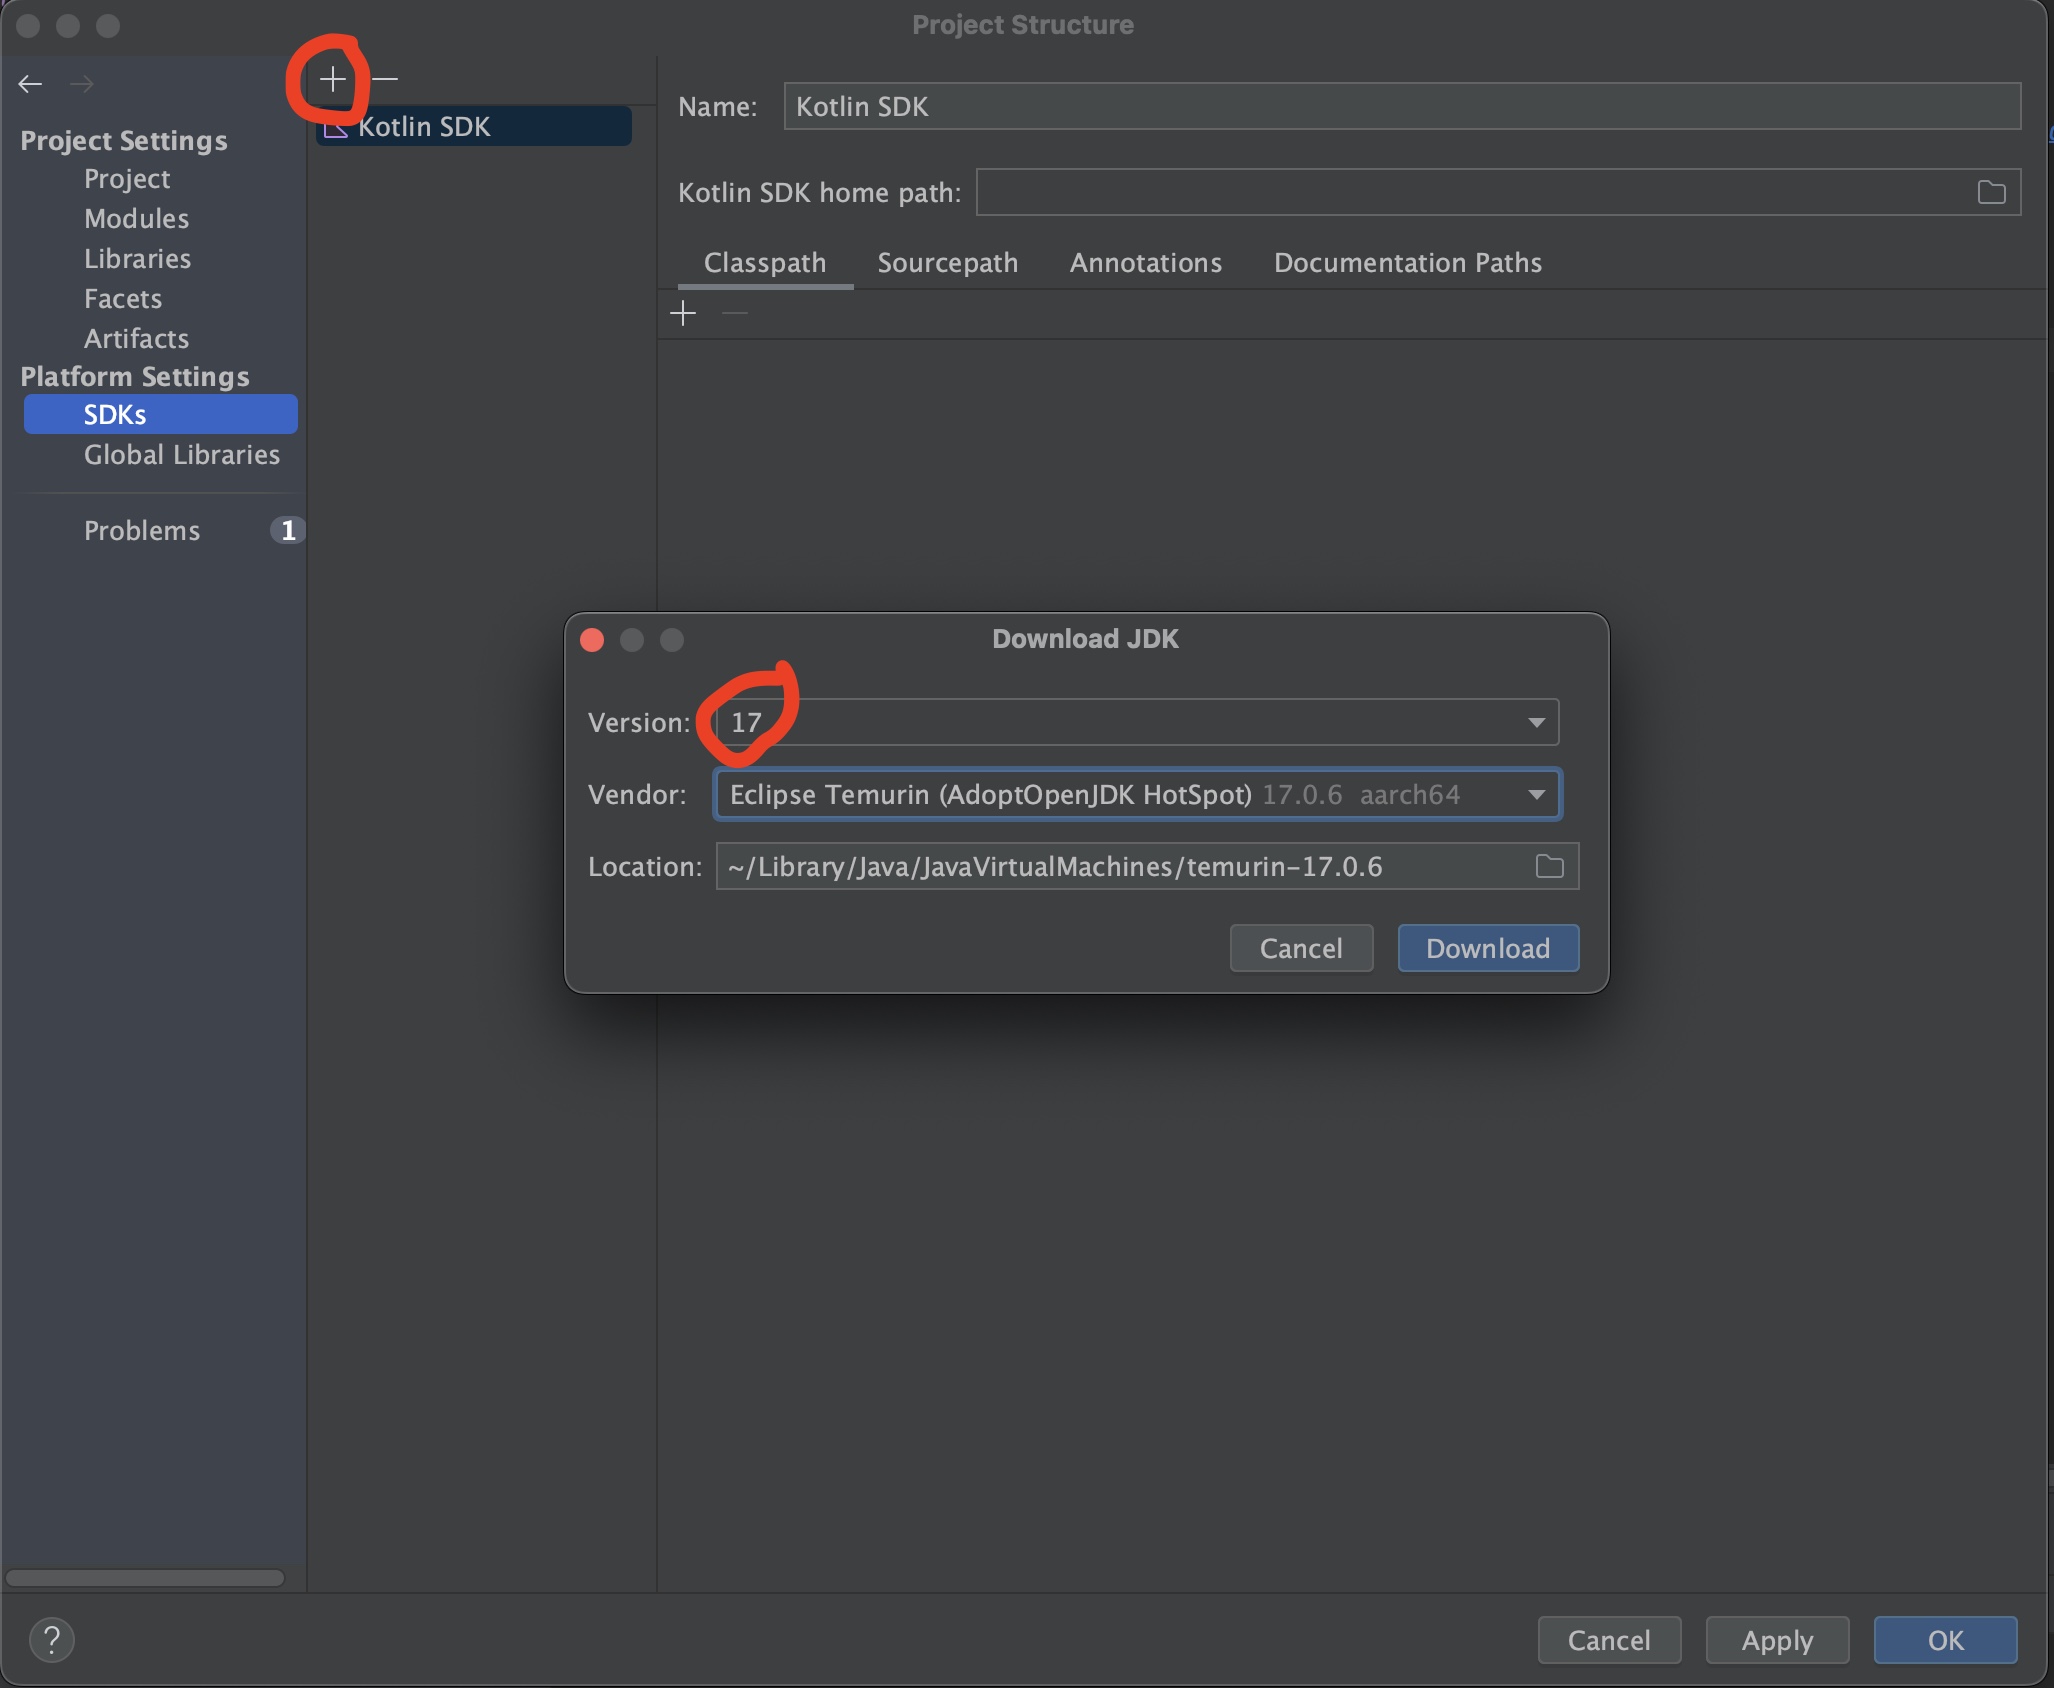 Project Structure
Project Settings
Project
Modules
Libraries
Facets
Artifacts
Platform Settings
SDKs
Global Libraries
Problems 1
Kotlin SDK
Name: Kotlin SDK
Kotlin SDK home path:
Classpath Sourcepath Annotations Documentation Paths
Download JDK
Version: 17
Vendor: Eclipse Temurin (AdoptOpenJDK HotSpot) 17.0.6 aarch64
Location: ~/Library/Java/JavaVirtualMachines/temurin-17.0.6
Cancel Download
? Cancel Apply OK